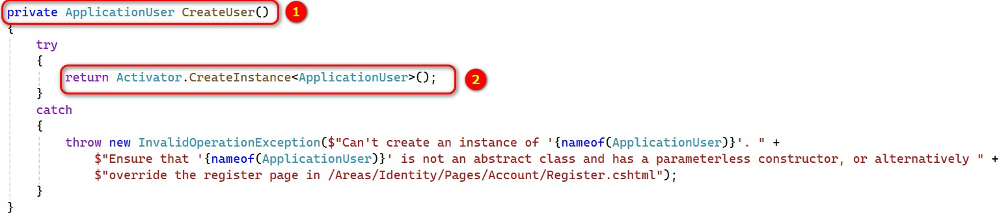 private ApplicationUser CreateUser() 1
{
    try
    {
        return Activator.CreateInstance<ApplicationUser>(); 2
    }
    catch
    {
        throw new InvalidOperationException($"Can't create an instance of '{nameof(ApplicationUser)}'. " +
            $"Ensure that '{nameof(ApplicationUser)}' is not an abstract class and has a parameterless constructor, or alternatively " +
            $"override the register page in /Areas/Identity/Pages/Account/Register.cshtml");
    }
}